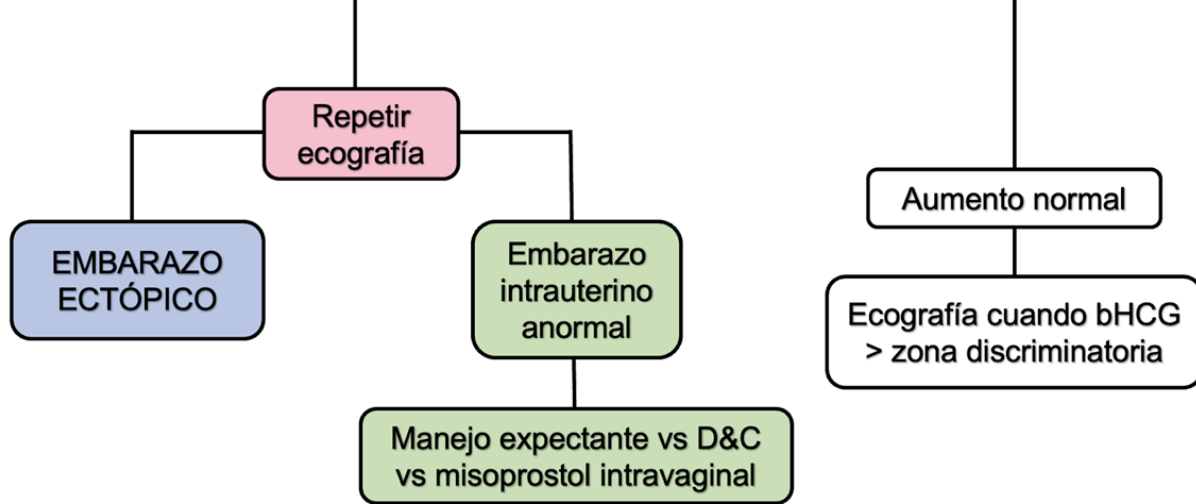 Repetir
ecografía
EMBARAZO
ECTÓPICO
Embarazo
intrauterino
anormal
Manejo expectante vs D&C
vs misoprostol intravaginal
Aumento normal
Ecografía cuando bHCG
> zona discriminatoria